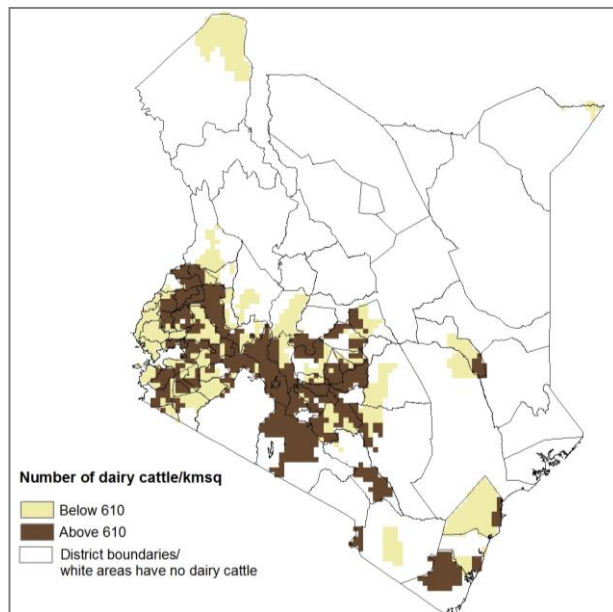 Number of dairy cattle/kmsq
Below 610
Above 610
District boundaries/
white areas have no dairy cattle